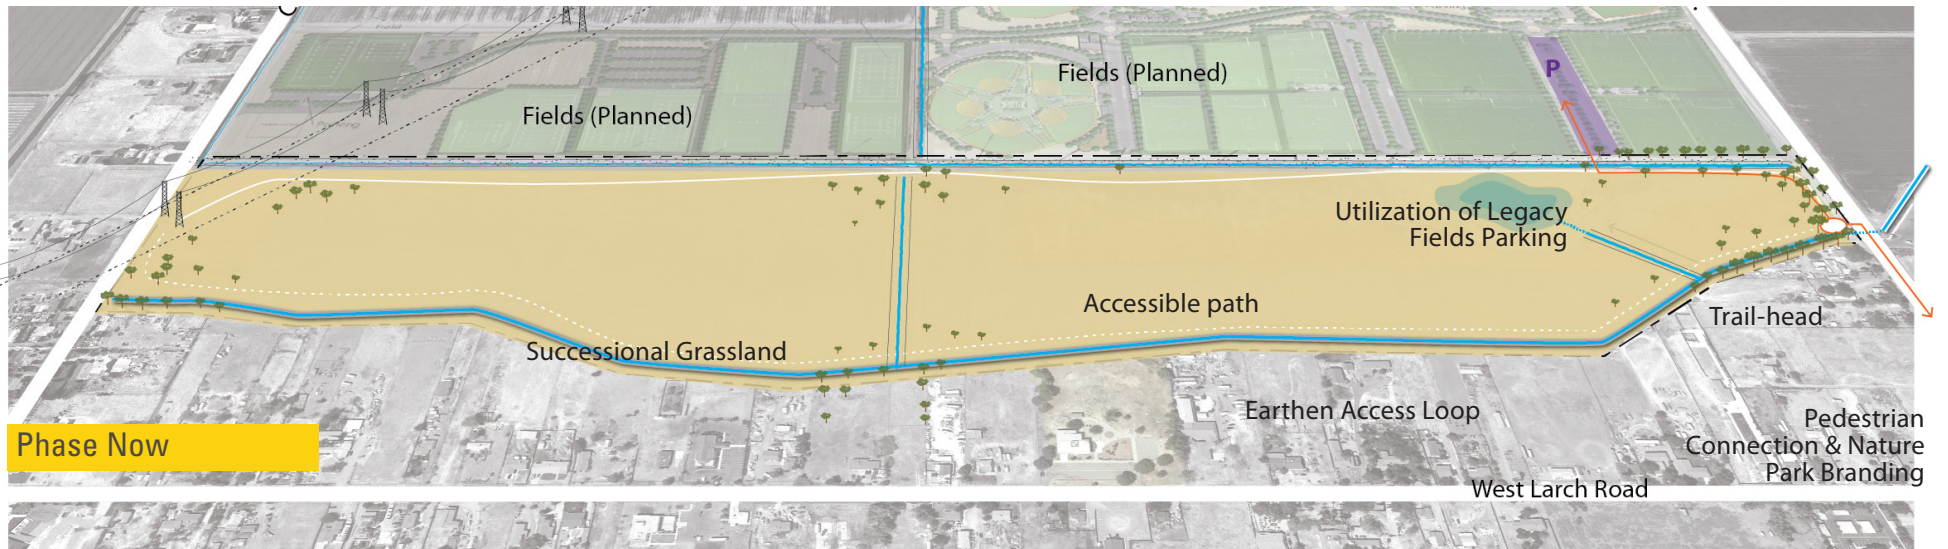 Fields (Planned)
P
Fields (Planned)
Utilization of Legacy
Fields Parking
Accessible path
Trail-head
Successional Grassland
Earthen Access Loop
Pedestrian
Connection & Nature
Park Branding
Phase Now
West Larch Road